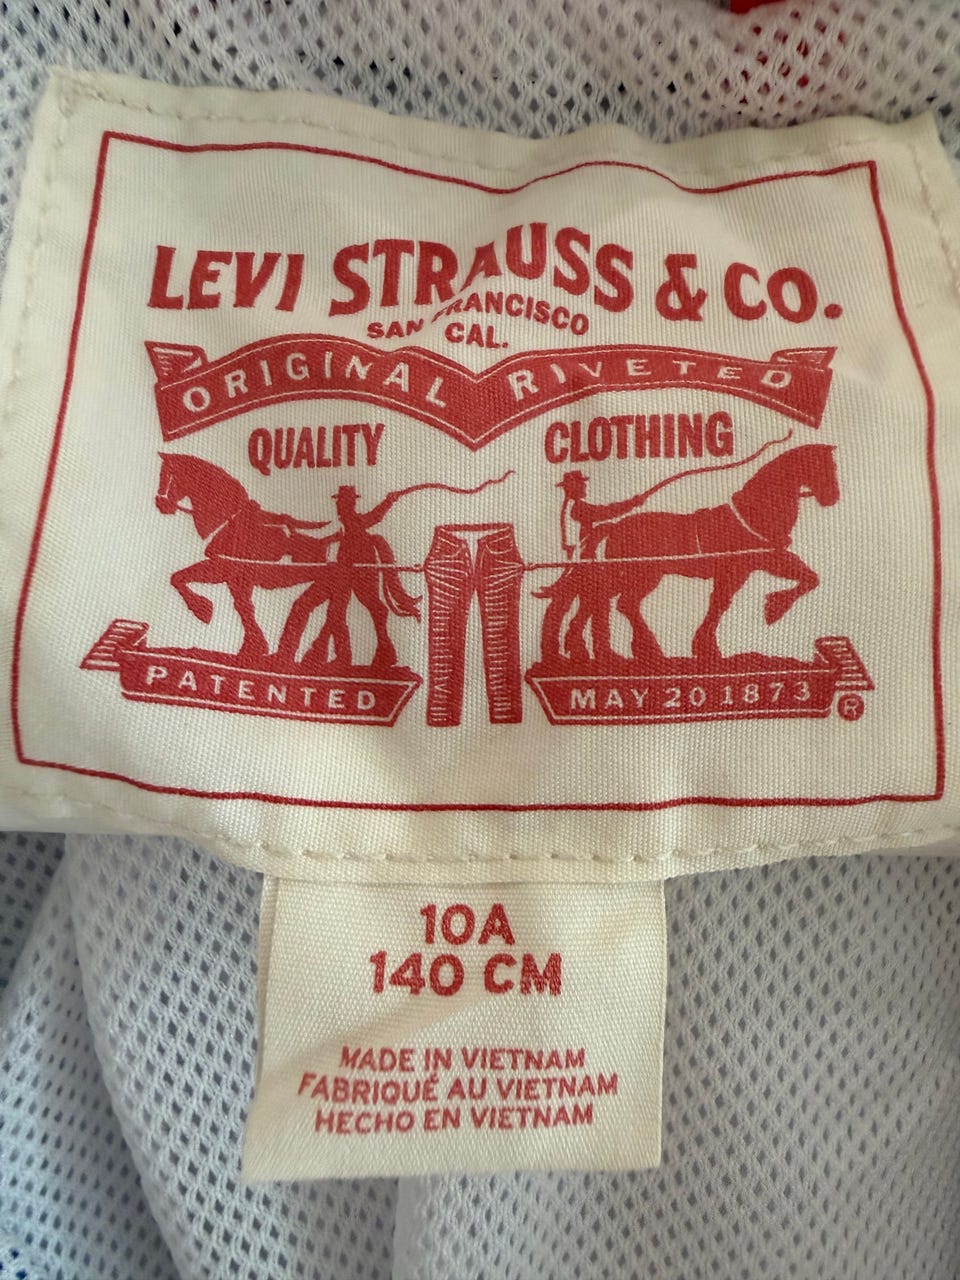 LEVI STRAUSS & CO.
SAN FRANCISCO
CAL.
ORIGINAL RIVETED
QUALITY CLOTHING
PATENTED MAY 20 1873 ®
10A
140 CM
MADE IN VIETNAM
FABRIQUÉ AU VIETNAM
HECHO EN VIETNAM